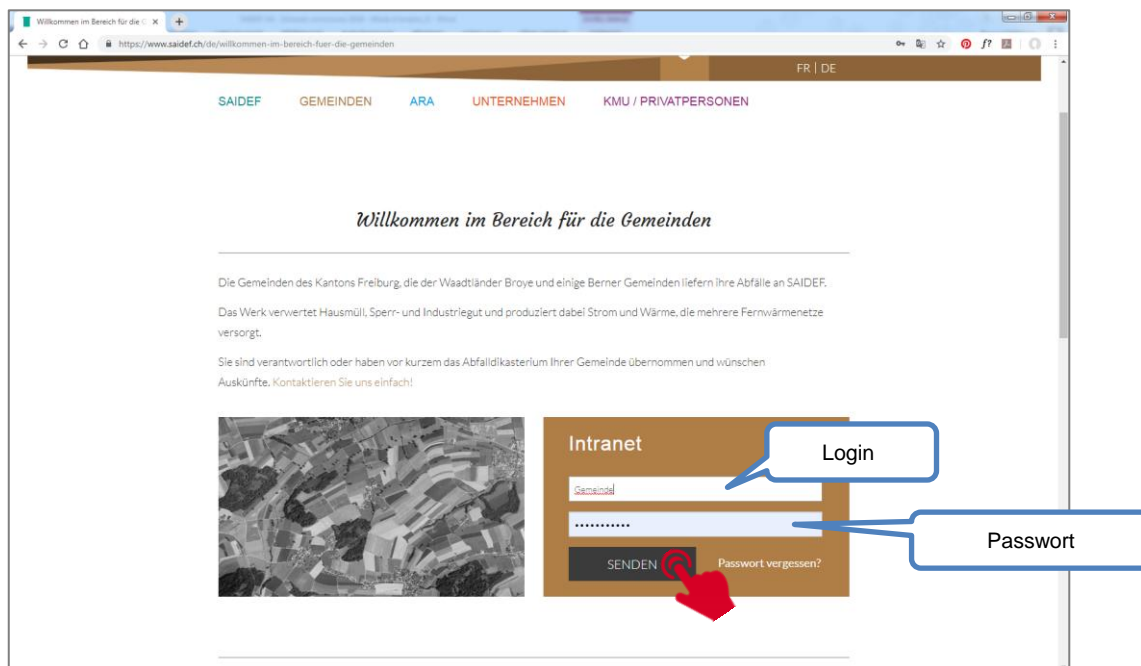 Willkommen im Bereich für die G
https://www.saidef.ch/de/willkommen-im-bereich-fuer-die-gemeinden
f?
FR | DE
SAIDEF GEMEINDEN ARA UNTERNEHMEN KMU / PRIVATPERSONEN
Willkommen im Bereich für die Gemeinden
Die Gemeinden des Kantons Freiburg, die der Waadtländer Broye und einige Berner Gemeinden liefern ihre Abfälle an SAIDEF.
Das Werk verwertet Hausmüll, Sperr- und Industriegut und produziert dabei Strom und Wärme, die mehrere Fernwärmenetze
versorgt.
Sie sind verantwortlich oder haben vor kurzem das Abfalldikasterium Ihrer Gemeinde übernommen und wünschen
Auskünfte. Kontaktieren Sie uns einfach!
Intranet
Login
Gemeinde
Passwort
SENDEN
Passwort vergessen?